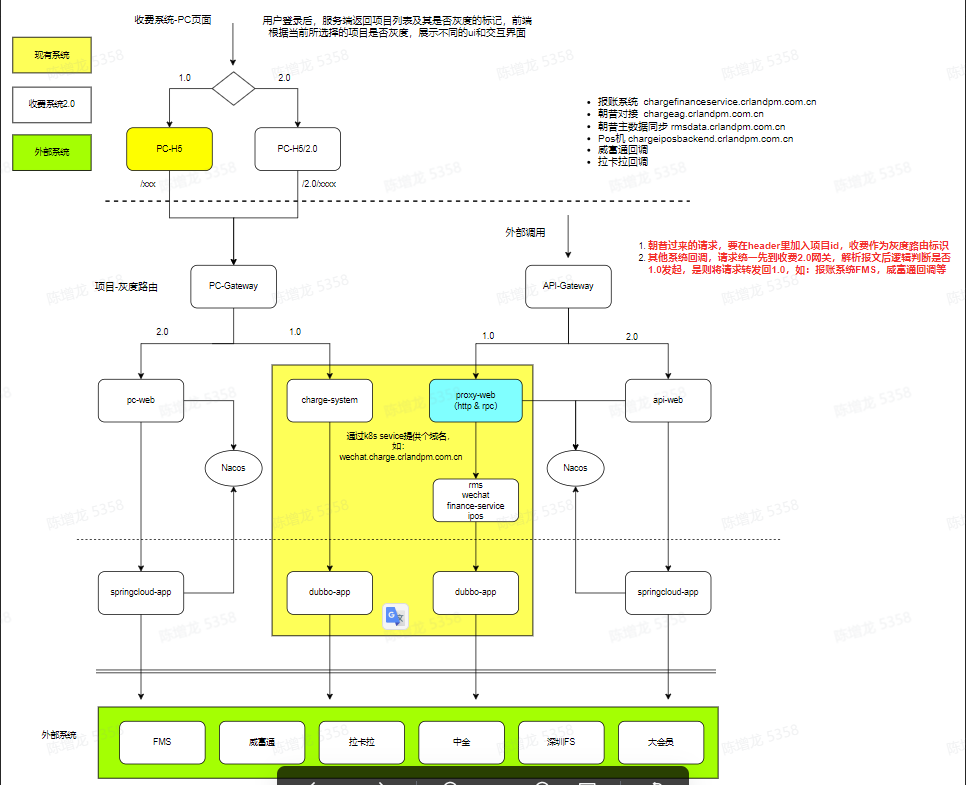 收费系统-PC页面
用户登录后，服务端返回项目列表及其是否灰度的标记，前端
根据当前所选择的项目是否灰度，展示不同的ui和交互界面
现有系统
收费系统2.0
外部系统
1.0
2.0
PC-H5
PC-H5/2.0
/xxx
/2.0/xxxx
报账系统 chargefinanceservice.crlandpm.com.cn
朝昔对接 chargeag.crlandpm.com.cn
朝昔主数据同步 rmsdata.crlandpm.com.cn
Pos机 chargeiposbackend.crlandpm.com.cn
威富通回调
拉卡拉回调
外部调用
1. 朝昔过来的请求，要在header里加入项目id，收费作为灰度路由标识
2. 其他系统回调，请求统一先到收费2.0网关，解析报文后逻辑判断是否
1.0发起，是则将请求转发回1.0，如：报账系统FMS，威富通回调等
项目-灰度路由
PC-Gateway
API-Gateway
2.0
1.0
1.0
2.0
pc-web
charge-system
proxy-web
（http & rpc）
api-web
通过k8s sevice提供个域名，
如：
wechat.charge.crlandpm.com.cn
Nacos
Nacos
rms
wechat
finance-service
ipos
springcloud-app
dubbo-app
dubbo-app
springcloud-app
外部系统
FMS
威富通
拉卡拉
中金
深圳FS
大会员
陈增龙 5358